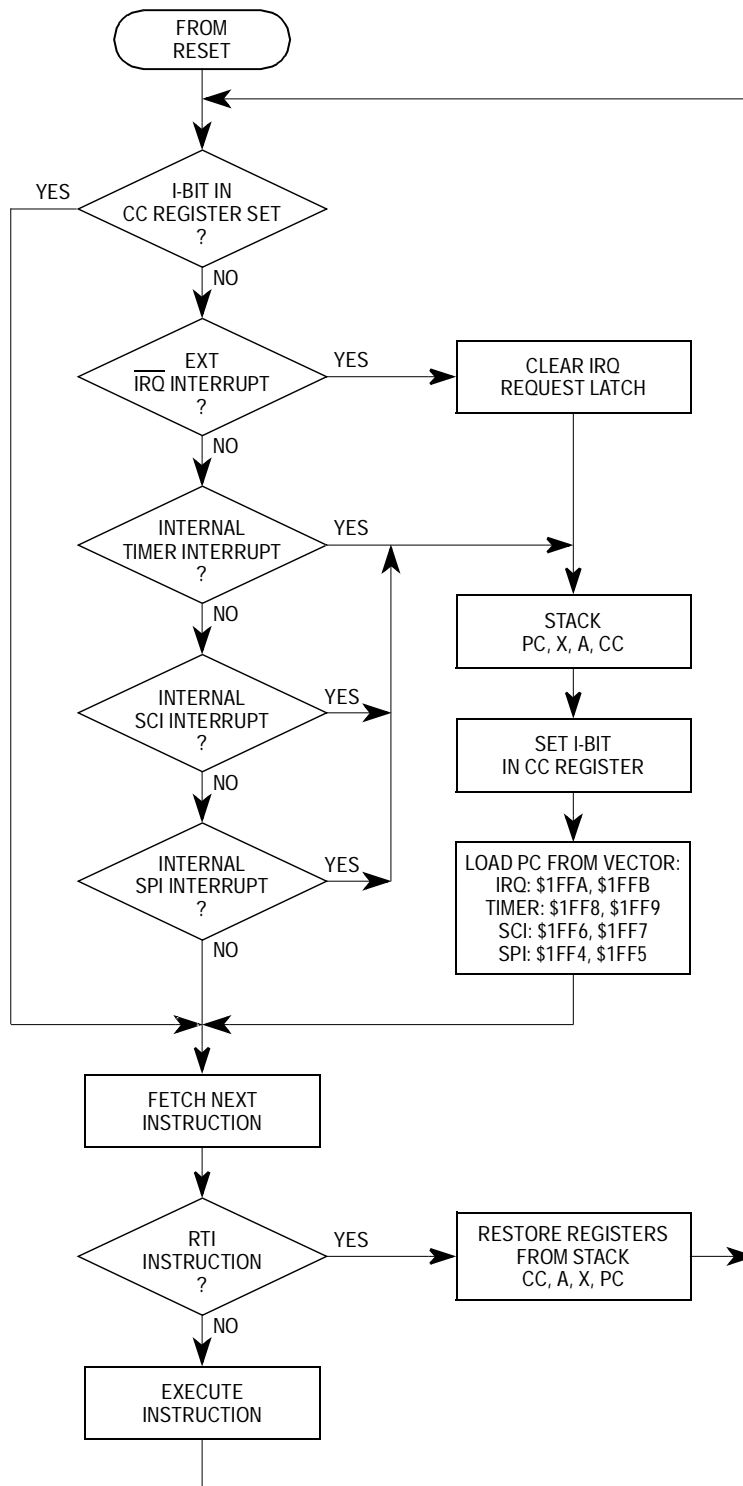 FROM
RESET
YES
I-BIT IN
CC REGISTER SET
?
NO
EXT
IRQ INTERRUPT
?
YES
CLEAR IRQ
REQUEST LATCH
NO
INTERNAL
TIMER INTERRUPT
?
YES
NO
STACK
PC, X, A, CC
INTERNAL
SCI INTERRUPT
?
YES
SET I-BIT
IN CC REGISTER
NO
INTERNAL
SPI INTERRUPT
?
YES
LOAD PC FROM VECTOR:
IRQ: $1FFA, $1FFB
TIMER: $1FF8, $1FF9
SCI: $1FF6, $1FF7
SPI: $1FF4, $1FF5
NO
FETCH NEXT
INSTRUCTION
RTI
INSTRUCTION
?
YES
RESTORE REGISTERS
FROM STACK
CC, A, X, PC
NO
EXECUTE
INSTRUCTION